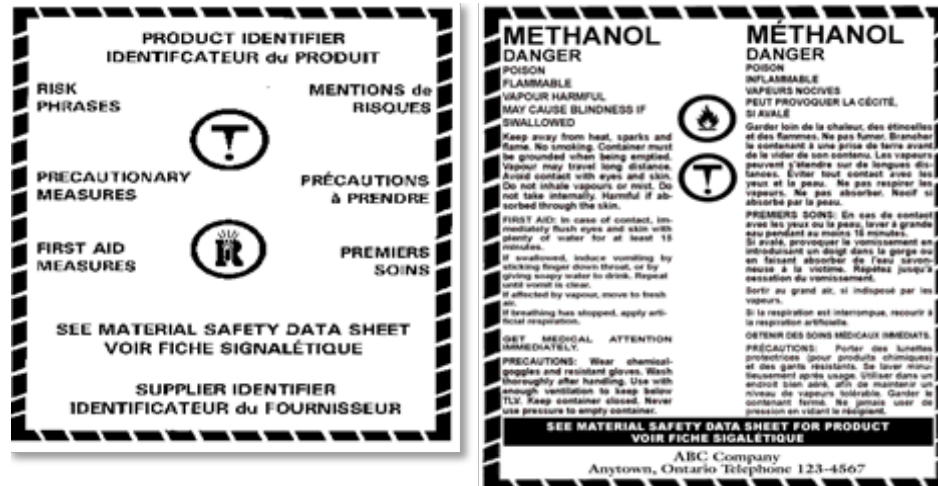 PRODUCT IDENTIFIER
IDENTIFCATEUR du PRODUIT
RISK
PHRASES
MENTIONS de
RISQUES
PRECAUTIONARY
MEASURES
PRÉCAUTIONS
à PRENDRE
FIRST AID
MEASURES
PREMIERS
SOINS
SEE MATERIAL SAFETY DATA SHEET
VOIR FICHE SIGNALÉTIQUE
SUPPLIER IDENTIFIER
IDENTIFICATEUR du FOURNISSEUR
METHANOL
DANGER
POISON
FLAMMABLE
VAPOUR HARMFUL
MAY CAUSE BLINDNESS IF
SWALLOWED
Keep away from heat, sparks and
flame. No smoking. Container must
be grounded when being emptied.
Vapour may travel long distance.
Avoid contact with eyes and skin.
Do not inhale vapours or mist. Do
not take internally. Harmful if ab-
sorbed through the skin.
FIRST AID: In case of contact, im-
mediately flush eyes and skin with
plenty of water for at least 15
minutes.
If swallowed, induce vomiting by
sticking finger down throat, or by
giving soapy water to drink. Repeat
until vomit is clear.
If affected by vapour, move to fresh
air.
If breathing has stopped, apply arti-
ficial respiration.
GET MEDICAL ATTENTION
IMMEDIATELY.
PRECAUTIONS: Wear chemical-
goggles and resistant gloves. Wash
thoroughly after handling. Use with
enough ventilation to keep below
TLV. Keep container closed. Never
use pressure to empty container.
MÉTHANOL
DANGER
POISON
INFLAMMABLE
VAPEURS NOCIVES
PEUT PROVOQUER LA CÉCITÉ,
SI AVALÉ
Garder loin de la chaleur, des étincelles
et des flammes. Ne pas fumer. Brancher
le contenant à une prise de terre avant
de le vider de son contenu. Les vapeurs
peuvent s'étendre sur de longues dis-
tances. Éviter tout contact avec les
yeux et la peau. Ne pas respirer les
vapeurs. Ne pas absorber. Nocif si
absorbé par la peau.
PREMIERS SOINS: En cas de contact
avec les yeux ou la peau, laver à grande
eau pendant au moins 15 minutes.
Si avalé, provoquer le vomissement en
introduisant un doigt dans la gorge ou
en faisant absorber de l'eau savon-
neuse à la victime. Répétez jusqu'à
cessation du vomissement.
Sortir au grand air, si indisposé par les
vapeurs.
Si la respiration est interrompue, recourir à
la respiration artificielle.
OBTENIR DES SOINS MÉDICAUX IMMÉDIATS.
PRÉCAUTIONS: Porter des lunettes
protectrices (pour produits chimiques)
et des gants résistants. Se laver minu-
tieusement après usage. Utiliser dans un
endroit bien aéré, afin de maintenir un
niveau de vapeurs tolérable. Garder le
contenant fermé. Ne jamais user de
pression en vidant le récipient.
SEE MATERIAL SAFETY DATA SHEET FOR PRODUCT
VOIR FICHE SIGALÉTIQUE
ABC Company
Anytown, Ontario Telephone 123-4567